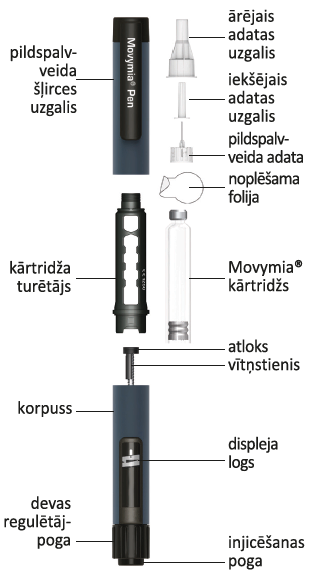 ārējais
adatas
uzgalis
pildspalv-
veida
šļirces
uzgalis
Movymia® Pen
iekšējais
adatas
uzgalis
pildspalv-
veida adata
noplēšama
folija
kārtridža
turētājs
Movymia®
kārtridžs
atloks
vītņstienis
korpuss
displeja
logs
devas
regulētāj-
poga
injicēšanas
poga